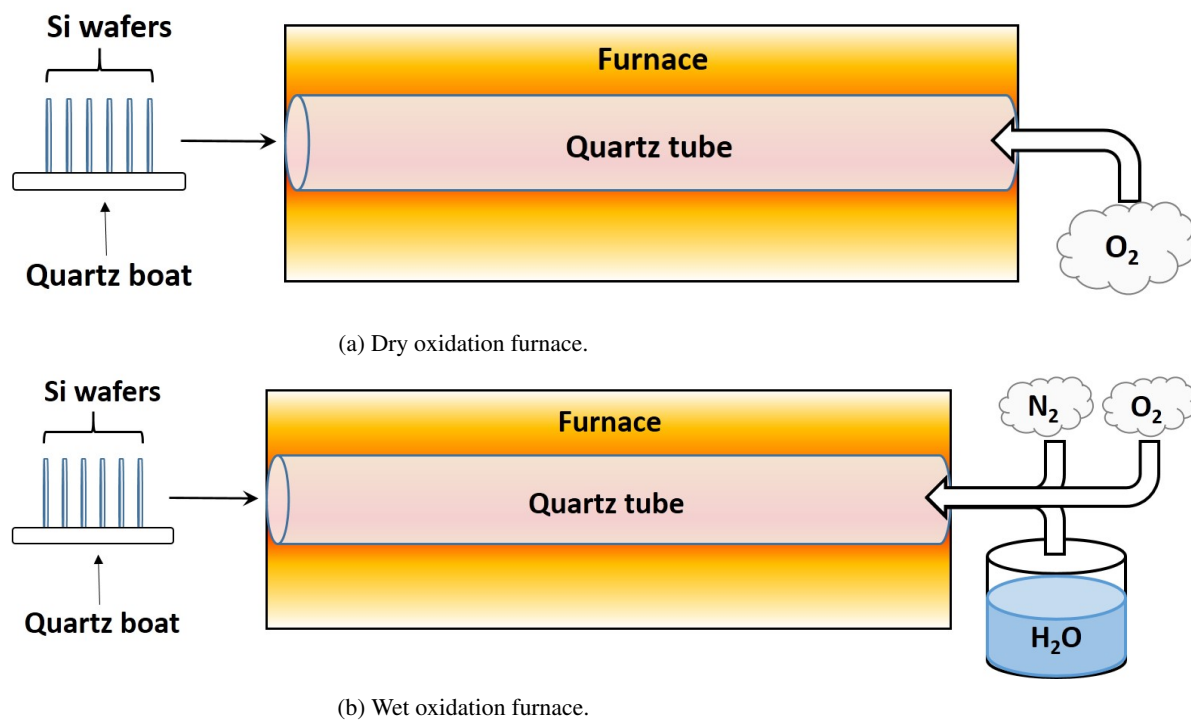 Si wafers
Furnace
Quartz tube
O₂
Quartz boat
(a) Dry oxidation furnace.
Si wafers
N₂
O₂
Furnace
Quartz tube
Quartz boat
H₂O
(b) Wet oxidation furnace.